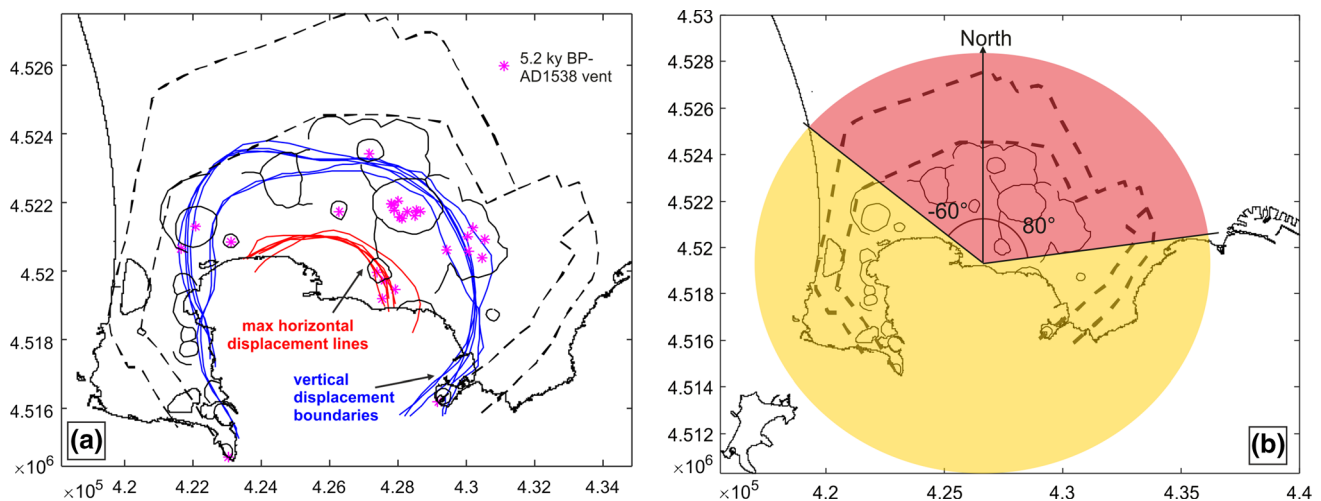 5.2 ky BP-
AD1538 vent
4.526
4.524
4.522
4.52
4.518
4.516
×10⁶
max horizontal
displacement lines
vertical
displacement
boundaries
(a)
×10⁵
4.2 4.22 4.24 4.26 4.28 4.3 4.32 4.34
4.53
4.528
4.526
4.524
4.522
4.52
4.518
4.516
4.514
4.512
×10⁶
North
-60°
80°
(b)
×10⁵
4.2 4.25 4.3 4.35 4.4